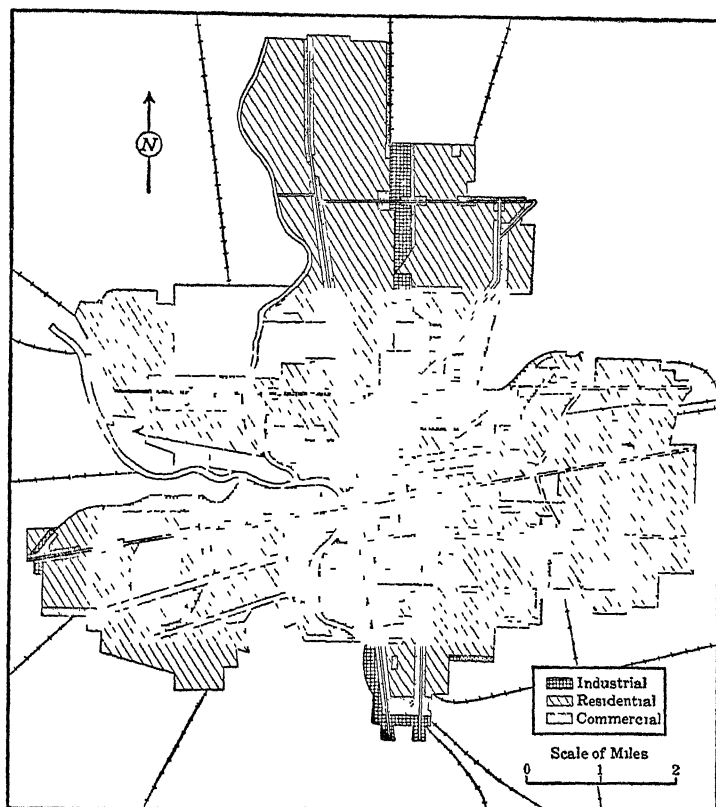 N
Industrial
Residential
Commercial
Scale of Miles
0 1 2